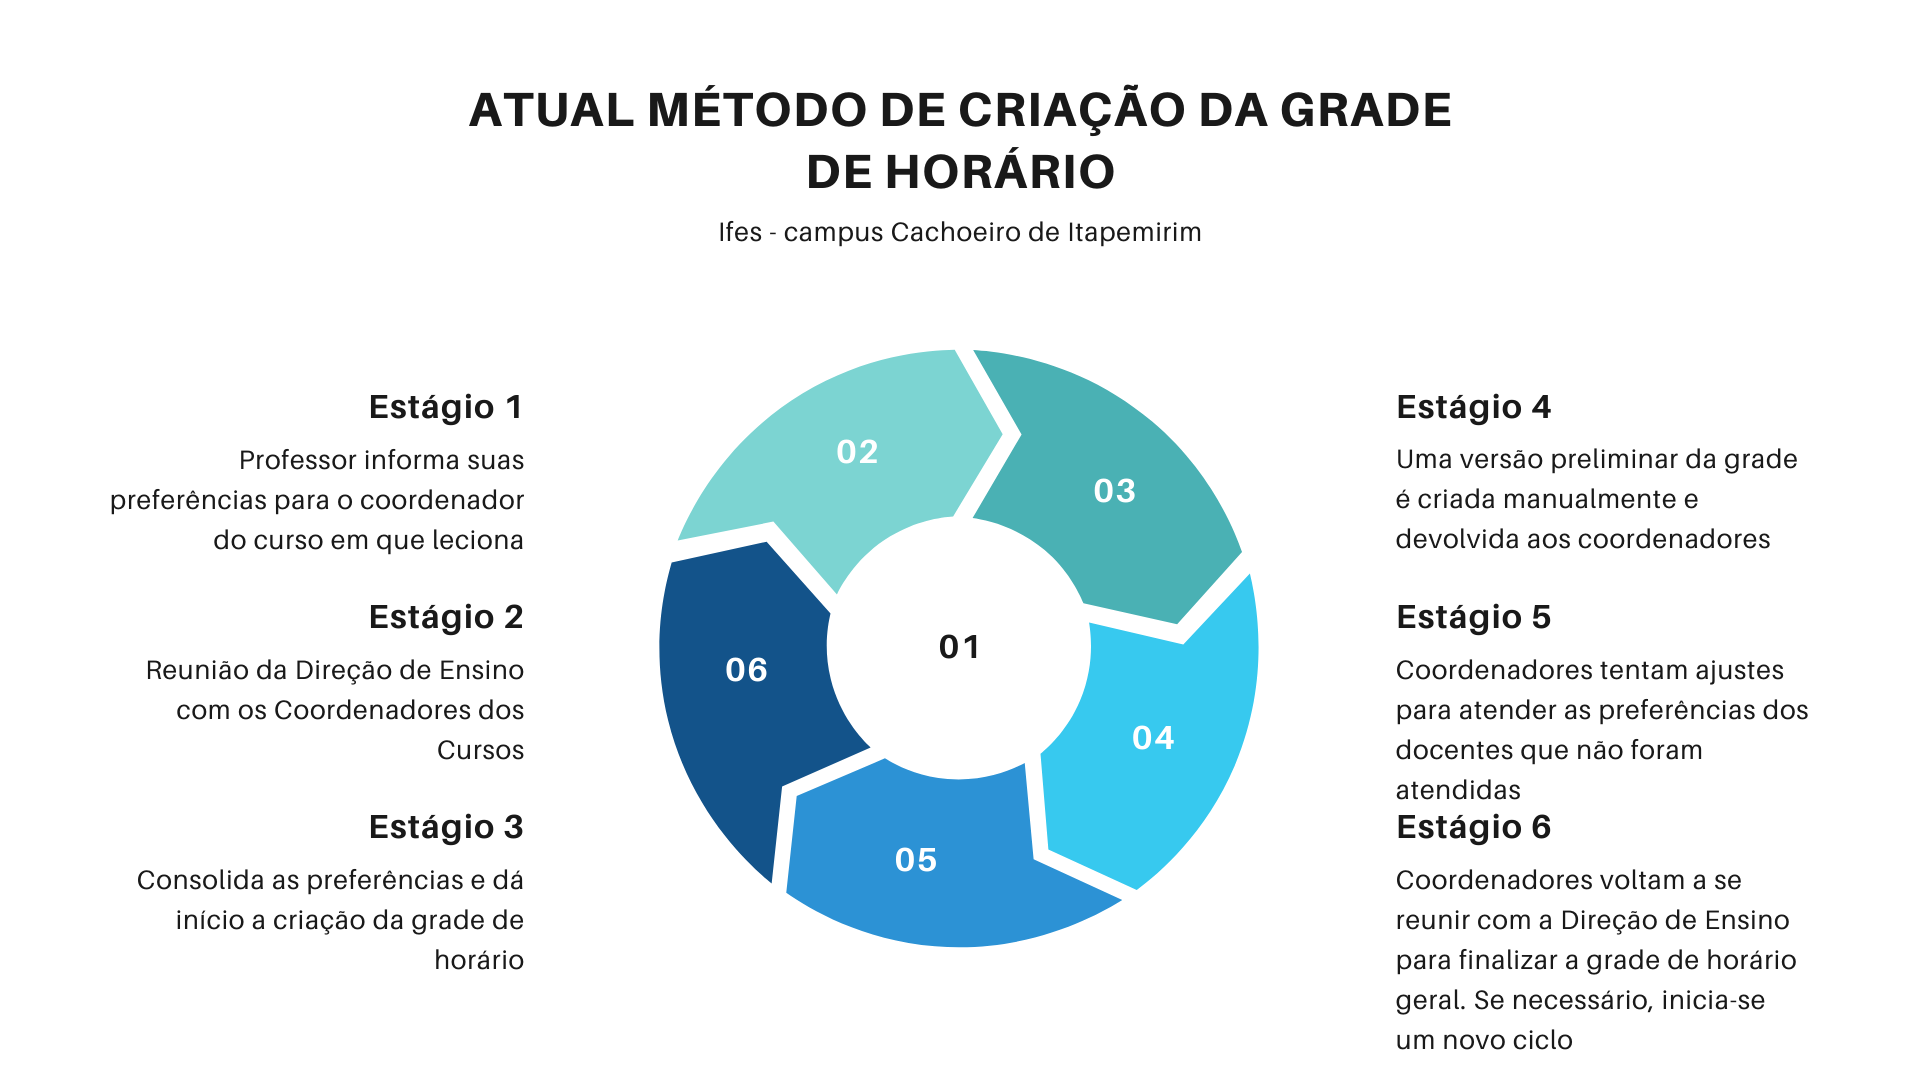 ATUAL MÉTODO DE CRIAÇÃO DA GRADE
DE HORÁRIO
Ifes - campus Cachoeiro de Itapemirim
Estágio 1
Professor informa suas
preferências para o coordenador
do curso em que leciona
Estágio 2
Reunião da Direção de Ensino
com os Coordenadores dos
Cursos
Estágio 3
Consolida as preferências e dá
início a criação da grade de
horário
02
03
06
01
04
05
Estágio 4
Uma versão preliminar da grade
é criada manualmente e
devolvida aos coordenadores
Estágio 5
Coordenadores tentam ajustes
para atender as preferências dos
docentes que não foram
atendidas
Estágio 6
Coordenadores voltam a se
reunir com a Direção de Ensino
para finalizar a grade de horário
geral. Se necessário, inicia-se
um novo ciclo